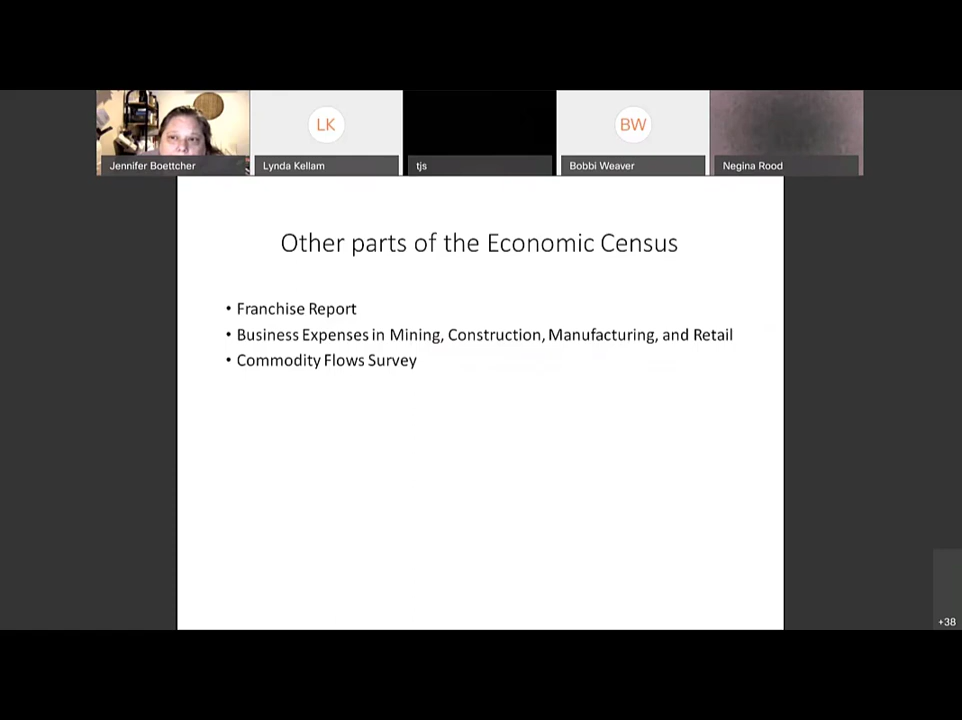 LK
BW
Jennifer Boettcher
Lynda Kellam
tjs
Bobbi Weaver
Negina Rood
Other parts of the Economic Census
• Franchise Report
• Business Expenses in Mining, Construction, Manufacturing, and Retail
• Commodity Flows Survey
+38